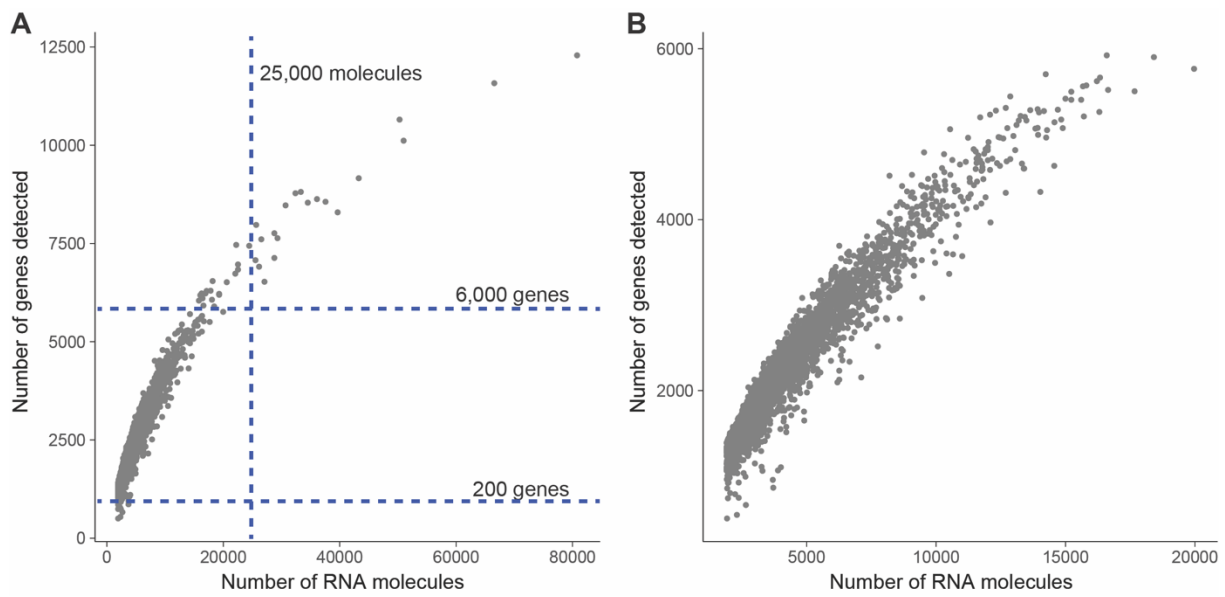 A
Number of genes detected
12500
10000
7500
5000
2500
0
25,000 molecules
6,000 genes
200 genes
0
20000
40000
60000
80000
Number of RNA molecules
B
Number of genes detected
6000
4000
2000
5000
10000
15000
20000
Number of RNA molecules